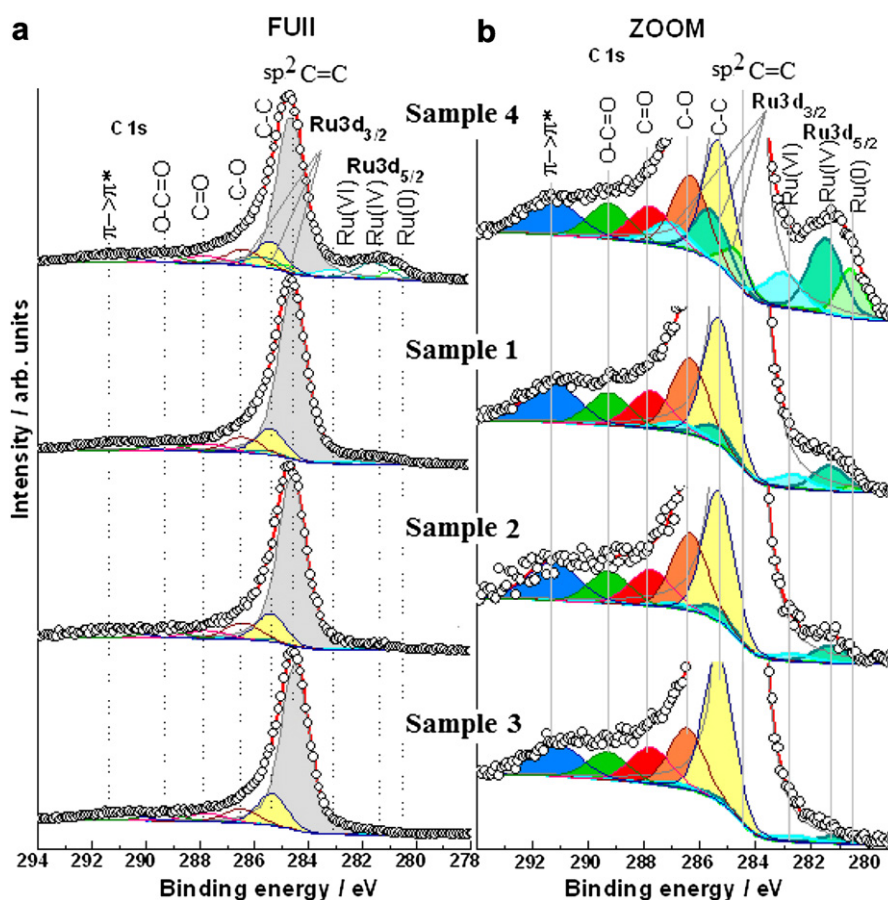 a
FUII
sp2 C=C
C 1s
π–>π*
O-C=O
C=O
C-O
C-C
Ru3d3/2
Ru3d5/2
Ru(VI)
Ru(IV)
Ru(0)
Intensity / arb. units
294 292 290 288 286 284 282 280 278
Binding energy / eV
Sample 4
Sample 1
Sample 2
Sample 3
b
ZOOM
C 1s
sp2 C=C
π–>π*
O-C=O
C=O
C-O
C-C
Ru3d3/2
Ru3d5/2
Ru(VI)
Ru(IV)
Ru(0)
292 290 288 286 284 282 280
Binding energy / eV